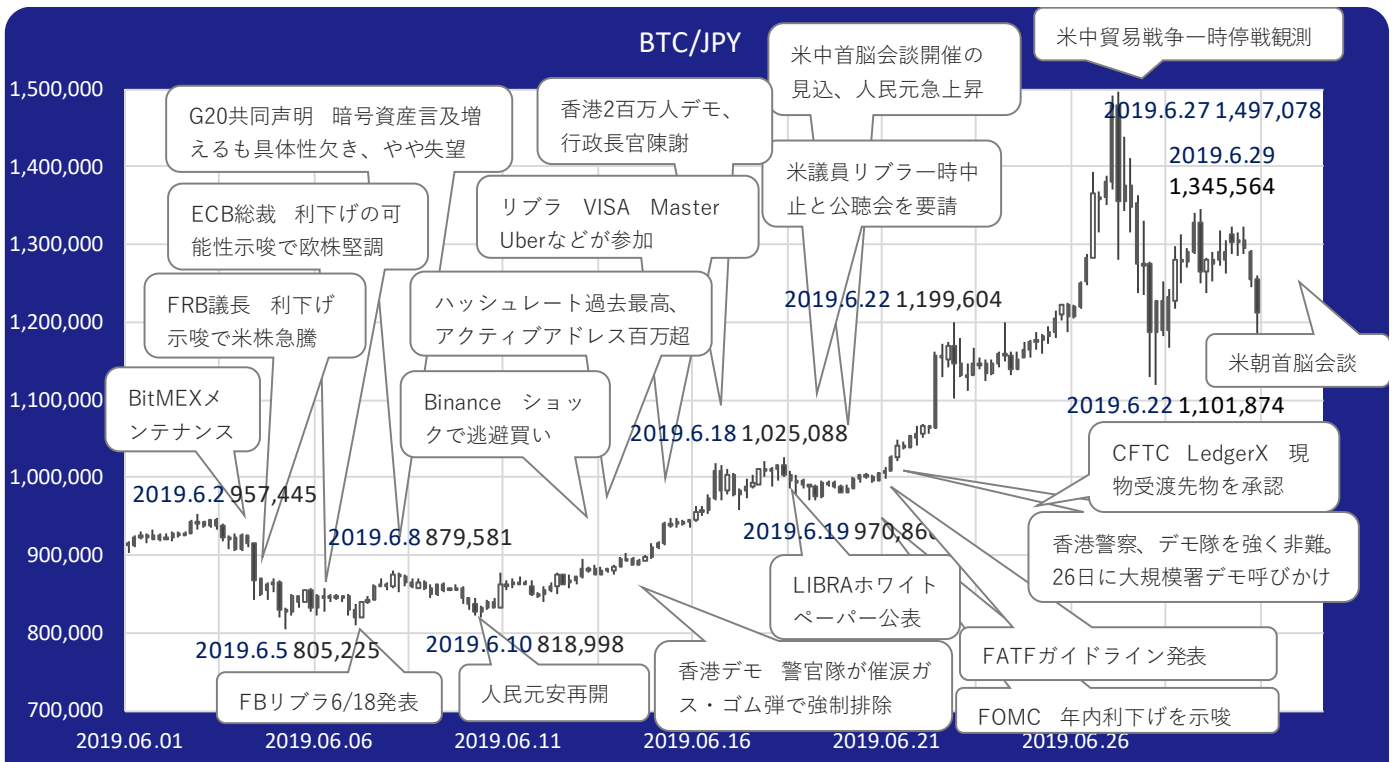 BTC/JPY
米中貿易戦争一時停戦観測
米中首脳会談開催の
見込、人民元急上昇
G20共同声明　暗号資産言及増
えるも具体性欠き、やや失望
香港2百万人デモ、
行政長官陳謝
2019.6.27 1,497,078
2019.6.29
1,345,564
米議員リブラ一時中
止と公聴会を要請
ECB総裁　利下げの可
能性示唆で欧株堅調
リブラ　VISA　Master
Uberなどが参加
FRB議長　利下げ
示唆で米株急騰
ハッシュレート過去最高、
アクティブアドレス百万超
2019.6.22 1,199,604
米朝首脳会談
BitMEXメ
ンテナンス
Binance　ショッ
クで逃避買い
2019.6.22 1,101,874
2019.6.18 1,025,088
CFTC　LedgerX　現
物受渡先物を承認
2019.6.2 957,445
2019.6.8 879,581
2019.6.19
香港警察、デモ隊を強く非難。
26日に大規模署デモ呼びかけ
LIBRAホワイト
ペーパー公表
2019.6.5 805,225
2019.6.10 818,998
FATFガイドライン発表
香港デモ　警官隊が催涙ガ
ス・ゴム弾で強制排除
FBリブラ6/18発表
人民元安再開
FOMC　年内利下げを示唆
1,500,000
1,400,000
1,300,000
1,200,000
1,100,000
1,000,000
900,000
800,000
700,000
2019.06.01
2019.06.06
2019.06.11
2019.06.16
2019.06.21
2019.06.26